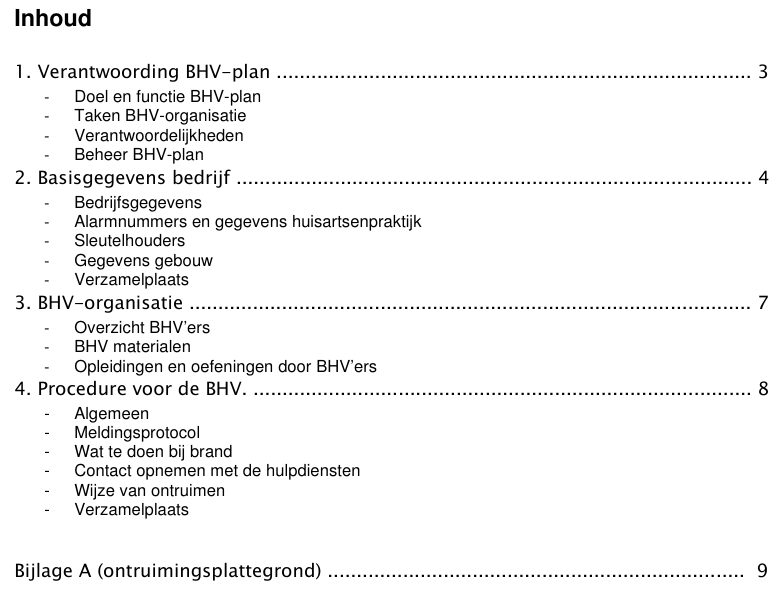 Inhoud
1. Verantwoording BHV-plan ................................................................................. 3
- Doel en functie BHV-plan
- Taken BHV-organisatie
- Verantwoordelijkheden
- Beheer BHV-plan
2. Basisgegevens bedrijf ........................................................................................ 4
- Bedrijfsgegevens
- Alarmnummers en gegevens huisartsenpraktijk
- Sleutelhouders
- Gegevens gebouw
- Verzamelplaats
3. BHV-organisatie ................................................................................................ 7
- Overzicht BHV’ers
- BHV materialen
- Opleidingen en oefeningen door BHV’ers
4. Procedure voor de BHV. ..................................................................................... 8
- Algemeen
- Meldingsprotocol
- Wat te doen bij brand
- Contact opnemen met de hulpdiensten
- Wijze van ontruimen
- Verzamelplaats
Bijlage A (ontruimingsplattegrond) ....................................................................... 9